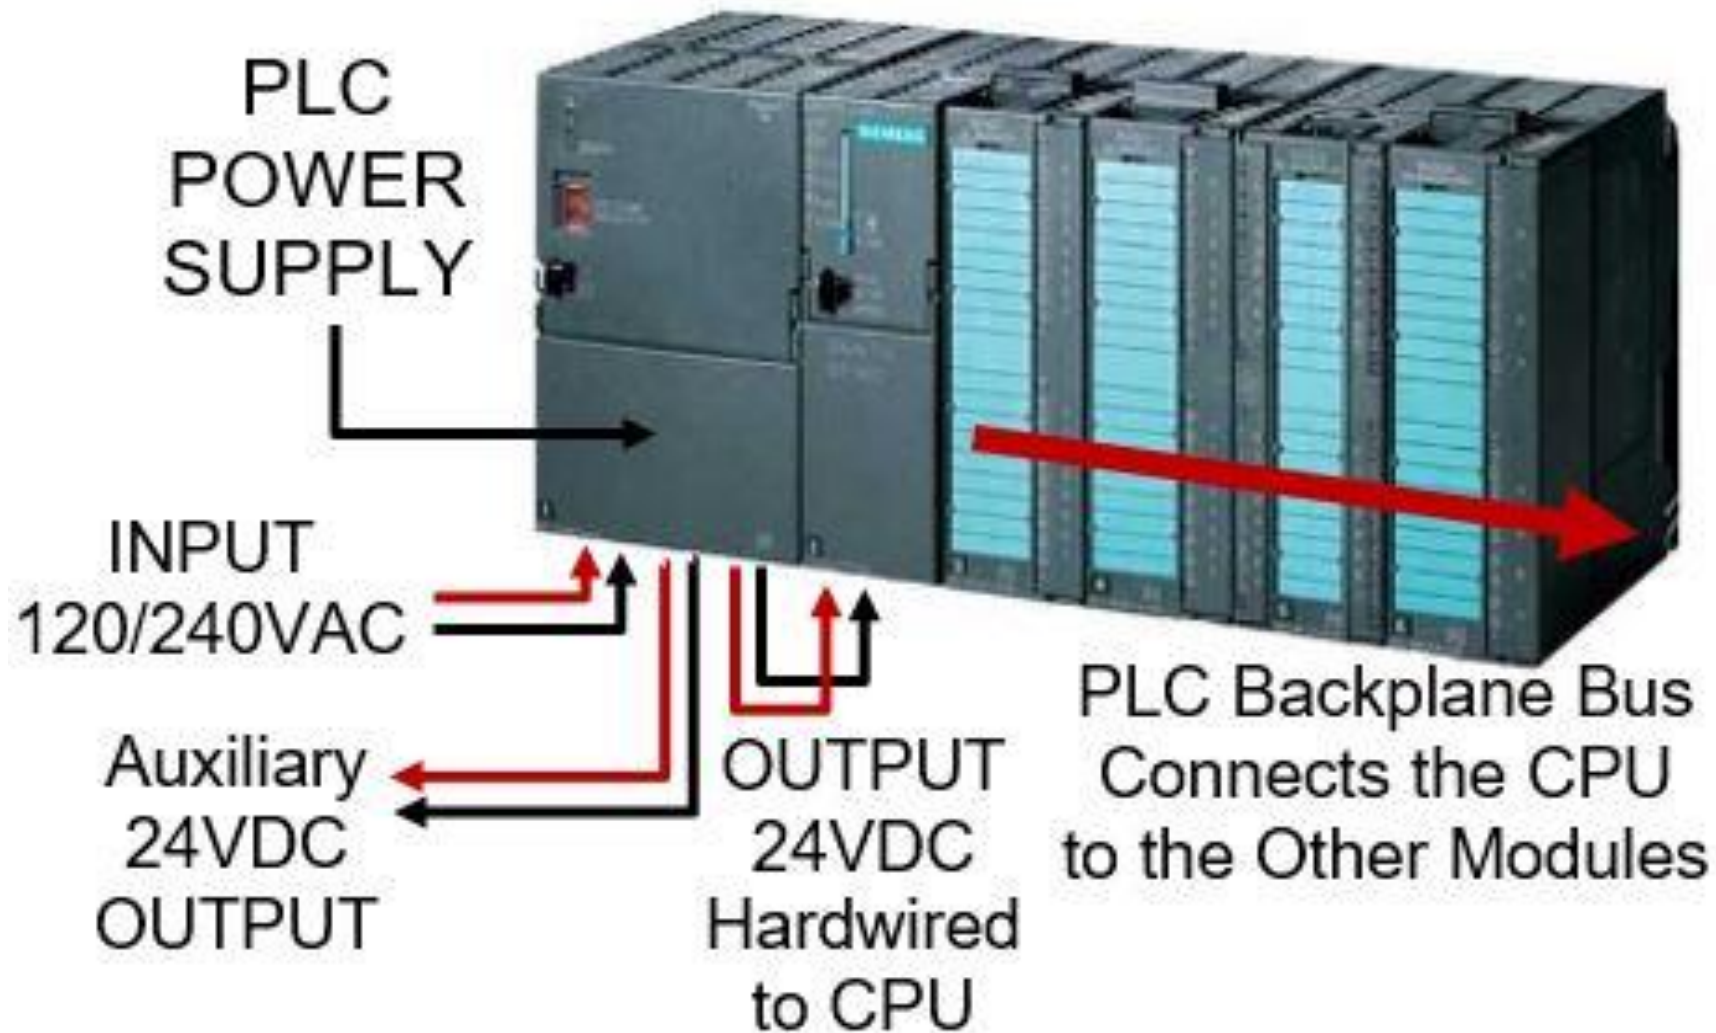 PLC
POWER
SUPPLY
SIEMENS
INPUT
120/240VAC
Auxiliary
24VDC
OUTPUT
OUTPUT
24VDC
Hardwired
to CPU
PLC Backplane Bus
Connects the CPU
to the Other Modules